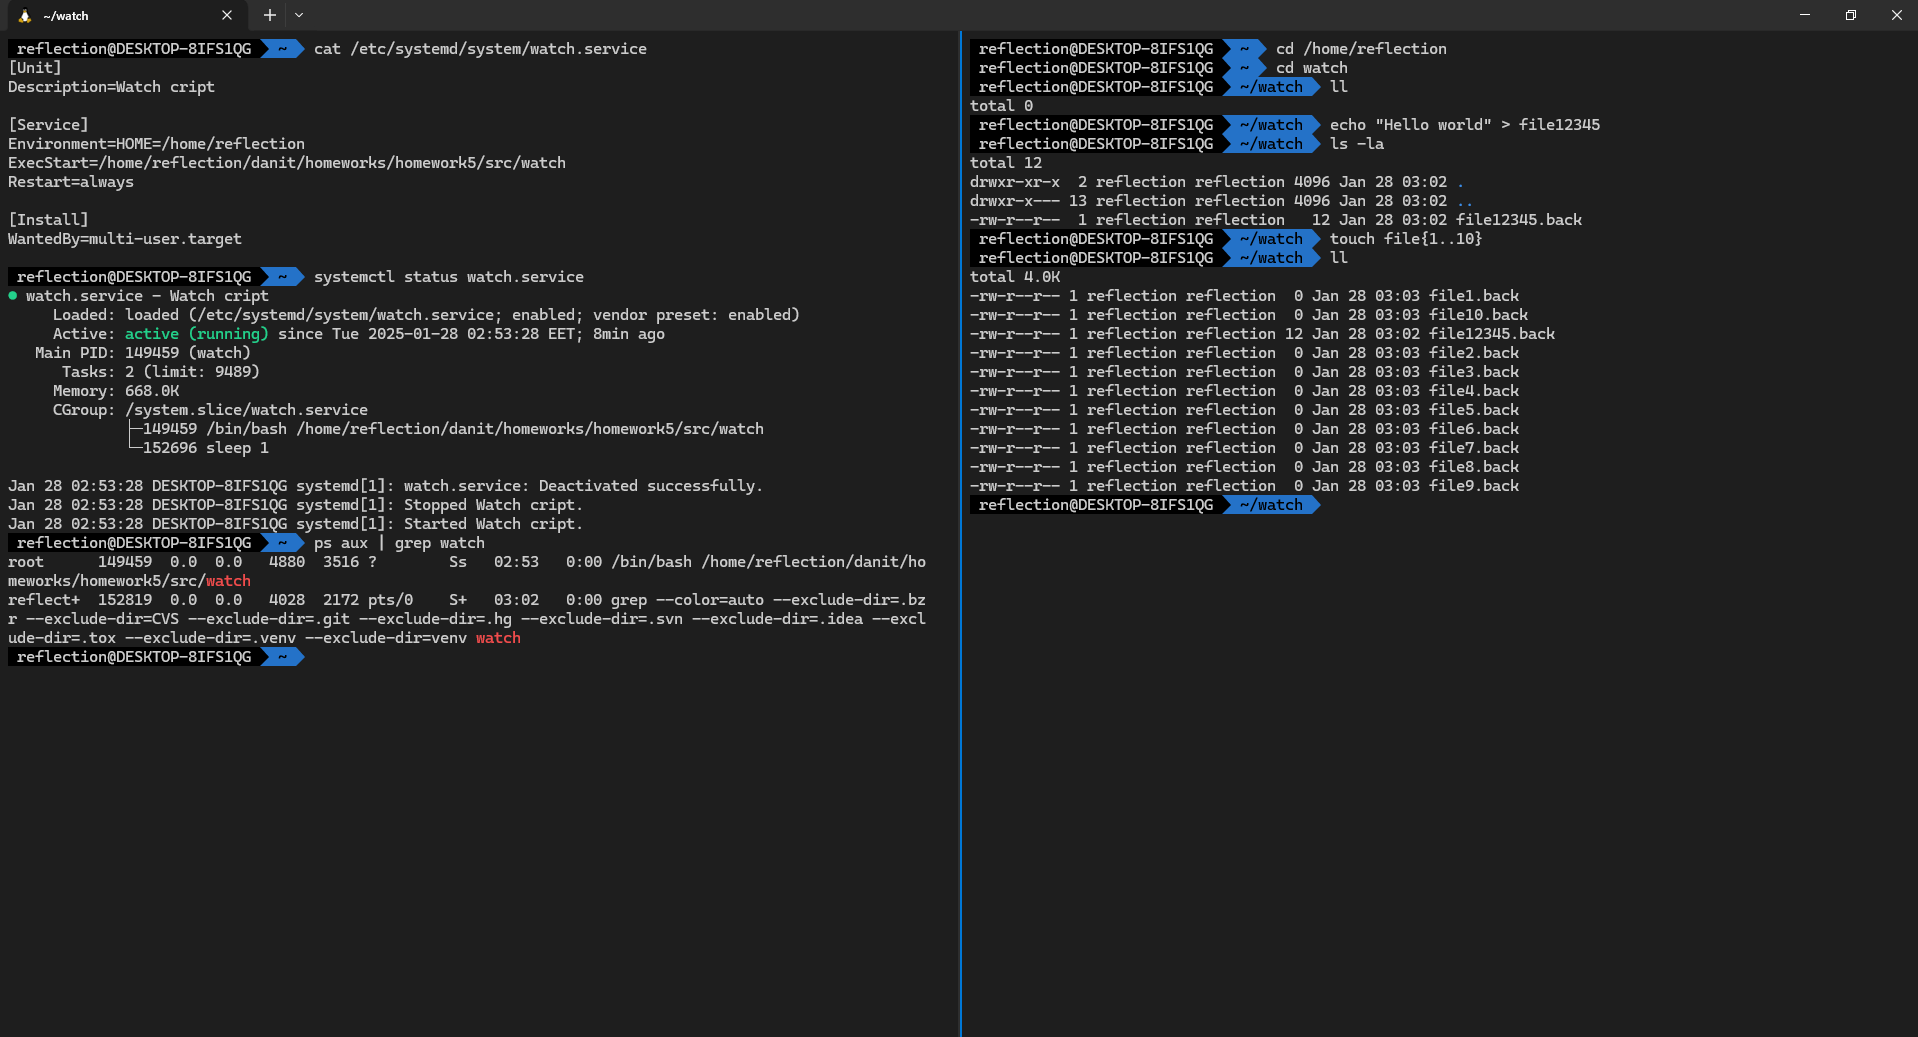 ~/watch
reflection@DESKTOP-8IFS1QG ~ cat /etc/systemd/system/watch.service
[Unit]
Description=Watch cript
[Service]
Environment=HOME=/home/reflection
ExecStart=/home/reflection/danit/homeworks/homework5/src/watch
Restart=always
[Install]
WantedBy=multi-user.target
reflection@DESKTOP-8IFS1QG ~ systemctl status watch.service
● watch.service - Watch cript
Loaded: loaded (/etc/systemd/system/watch.service; enabled; vendor preset: enabled)
Active: active (running) since Tue 2025-01-28 02:53:28 EET; 8min ago
Main PID: 149459 (watch)
Tasks: 2 (limit: 9489)
Memory: 668.0K
CGroup: /system.slice/watch.service
├─149459 /bin/bash /home/reflection/danit/homeworks/homework5/src/watch
└─152696 sleep 1
Jan 28 02:53:28 DESKTOP-8IFS1QG systemd[1]: watch.service: Deactivated successfully.
Jan 28 02:53:28 DESKTOP-8IFS1QG systemd[1]: Stopped Watch cript.
Jan 28 02:53:28 DESKTOP-8IFS1QG systemd[1]: Started Watch cript.
reflection@DESKTOP-8IFS1QG ~ ps aux | grep watch
root 149459 0.0 0.0 4880 3516 ? Ss 02:53 0:00 /bin/bash /home/reflection/danit/ho
meworks/homework5/src/watch
reflect+ 152819 0.0 0.0 4028 2172 pts/0 S+ 03:02 0:00 grep --color=auto --exclude-dir=.bz
r --exclude-dir=CVS --exclude-dir=.git --exclude-dir=.hg --exclude-dir=.svn --exclude-dir=.idea --excl
ude-dir=.tox --exclude-dir=.venv --exclude-dir=venv watch
reflection@DESKTOP-8IFS1QG ~
reflection@DESKTOP-8IFS1QG ~ cd /home/reflection
reflection@DESKTOP-8IFS1QG ~ cd watch
reflection@DESKTOP-8IFS1QG ~/watch ll
total 0
reflection@DESKTOP-8IFS1QG ~/watch echo "Hello world" > file12345
reflection@DESKTOP-8IFS1QG ~/watch ls -la
total 12
drwxr-xr-x 2 reflection reflection 4096 Jan 28 03:02 .
drwxr-x--- 13 reflection reflection 4096 Jan 28 03:02 ..
-rw-r--r-- 1 reflection reflection 12 Jan 28 03:02 file12345.back
reflection@DESKTOP-8IFS1QG ~/watch touch file{1..10}
reflection@DESKTOP-8IFS1QG ~/watch ll
total 4.0K
-rw-r--r-- 1 reflection reflection 0 Jan 28 03:03 file1.back
-rw-r--r-- 1 reflection reflection 0 Jan 28 03:03 file10.back
-rw-r--r-- 1 reflection reflection 12 Jan 28 03:02 file12345.back
-rw-r--r-- 1 reflection reflection 0 Jan 28 03:03 file2.back
-rw-r--r-- 1 reflection reflection 0 Jan 28 03:03 file3.back
-rw-r--r-- 1 reflection reflection 0 Jan 28 03:03 file4.back
-rw-r--r-- 1 reflection reflection 0 Jan 28 03:03 file5.back
-rw-r--r-- 1 reflection reflection 0 Jan 28 03:03 file6.back
-rw-r--r-- 1 reflection reflection 0 Jan 28 03:03 file7.back
-rw-r--r-- 1 reflection reflection 0 Jan 28 03:03 file8.back
-rw-r--r-- 1 reflection reflection 0 Jan 28 03:03 file9.back
reflection@DESKTOP-8IFS1QG ~/watch